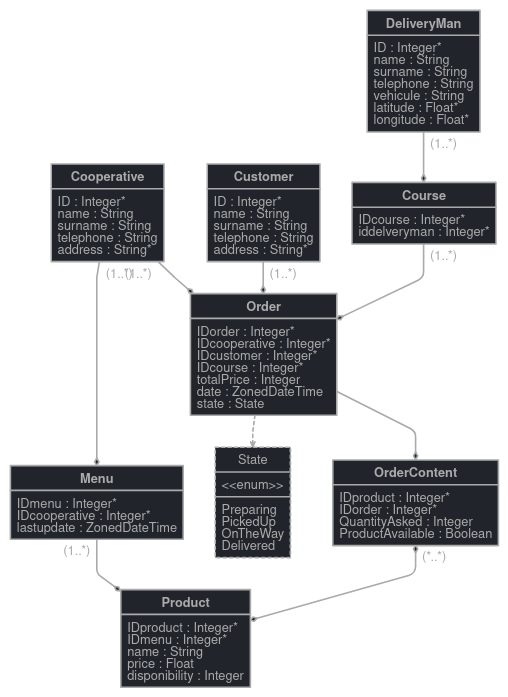 DeliveryMan
ID : Integer*
name : String
surname : String
telephone : String
vehicule : String
latitude : Float*
longitude : Float*
(1..*)
Cooperative
ID : Integer*
name : String
surname : String
telephone : String
address : String*
Customer
ID : Integer*
name : String
surname : String
telephone : String
address : String*
Course
IDcourse : Integer*
iddelveryman : Integer*
(1..*)
(1..*)
(1..*)
(1..*)
Order
IDorder : Integer*
IDcooperative : Integer*
IDcustomer : Integer*
IDcourse : Integer*
totalPrice : Integer
date : ZonedDateTime
state : State
State
<<enum>>
Preparing
PickedUp
OnTheWay
Delivered
Menu
IDmenu : Integer*
IDcooperative : Integer*
lastupdate : ZonedDateTime
(1..*)
OrderContent
IDproduct : Integer*
IDorder : Integer*
QuantityAsked : Integer
ProductAvailable : Boolean
(*..*)
Product
IDproduct : Integer*
IDmenu : Integer*
name : String
price : Float
disponibility : Integer